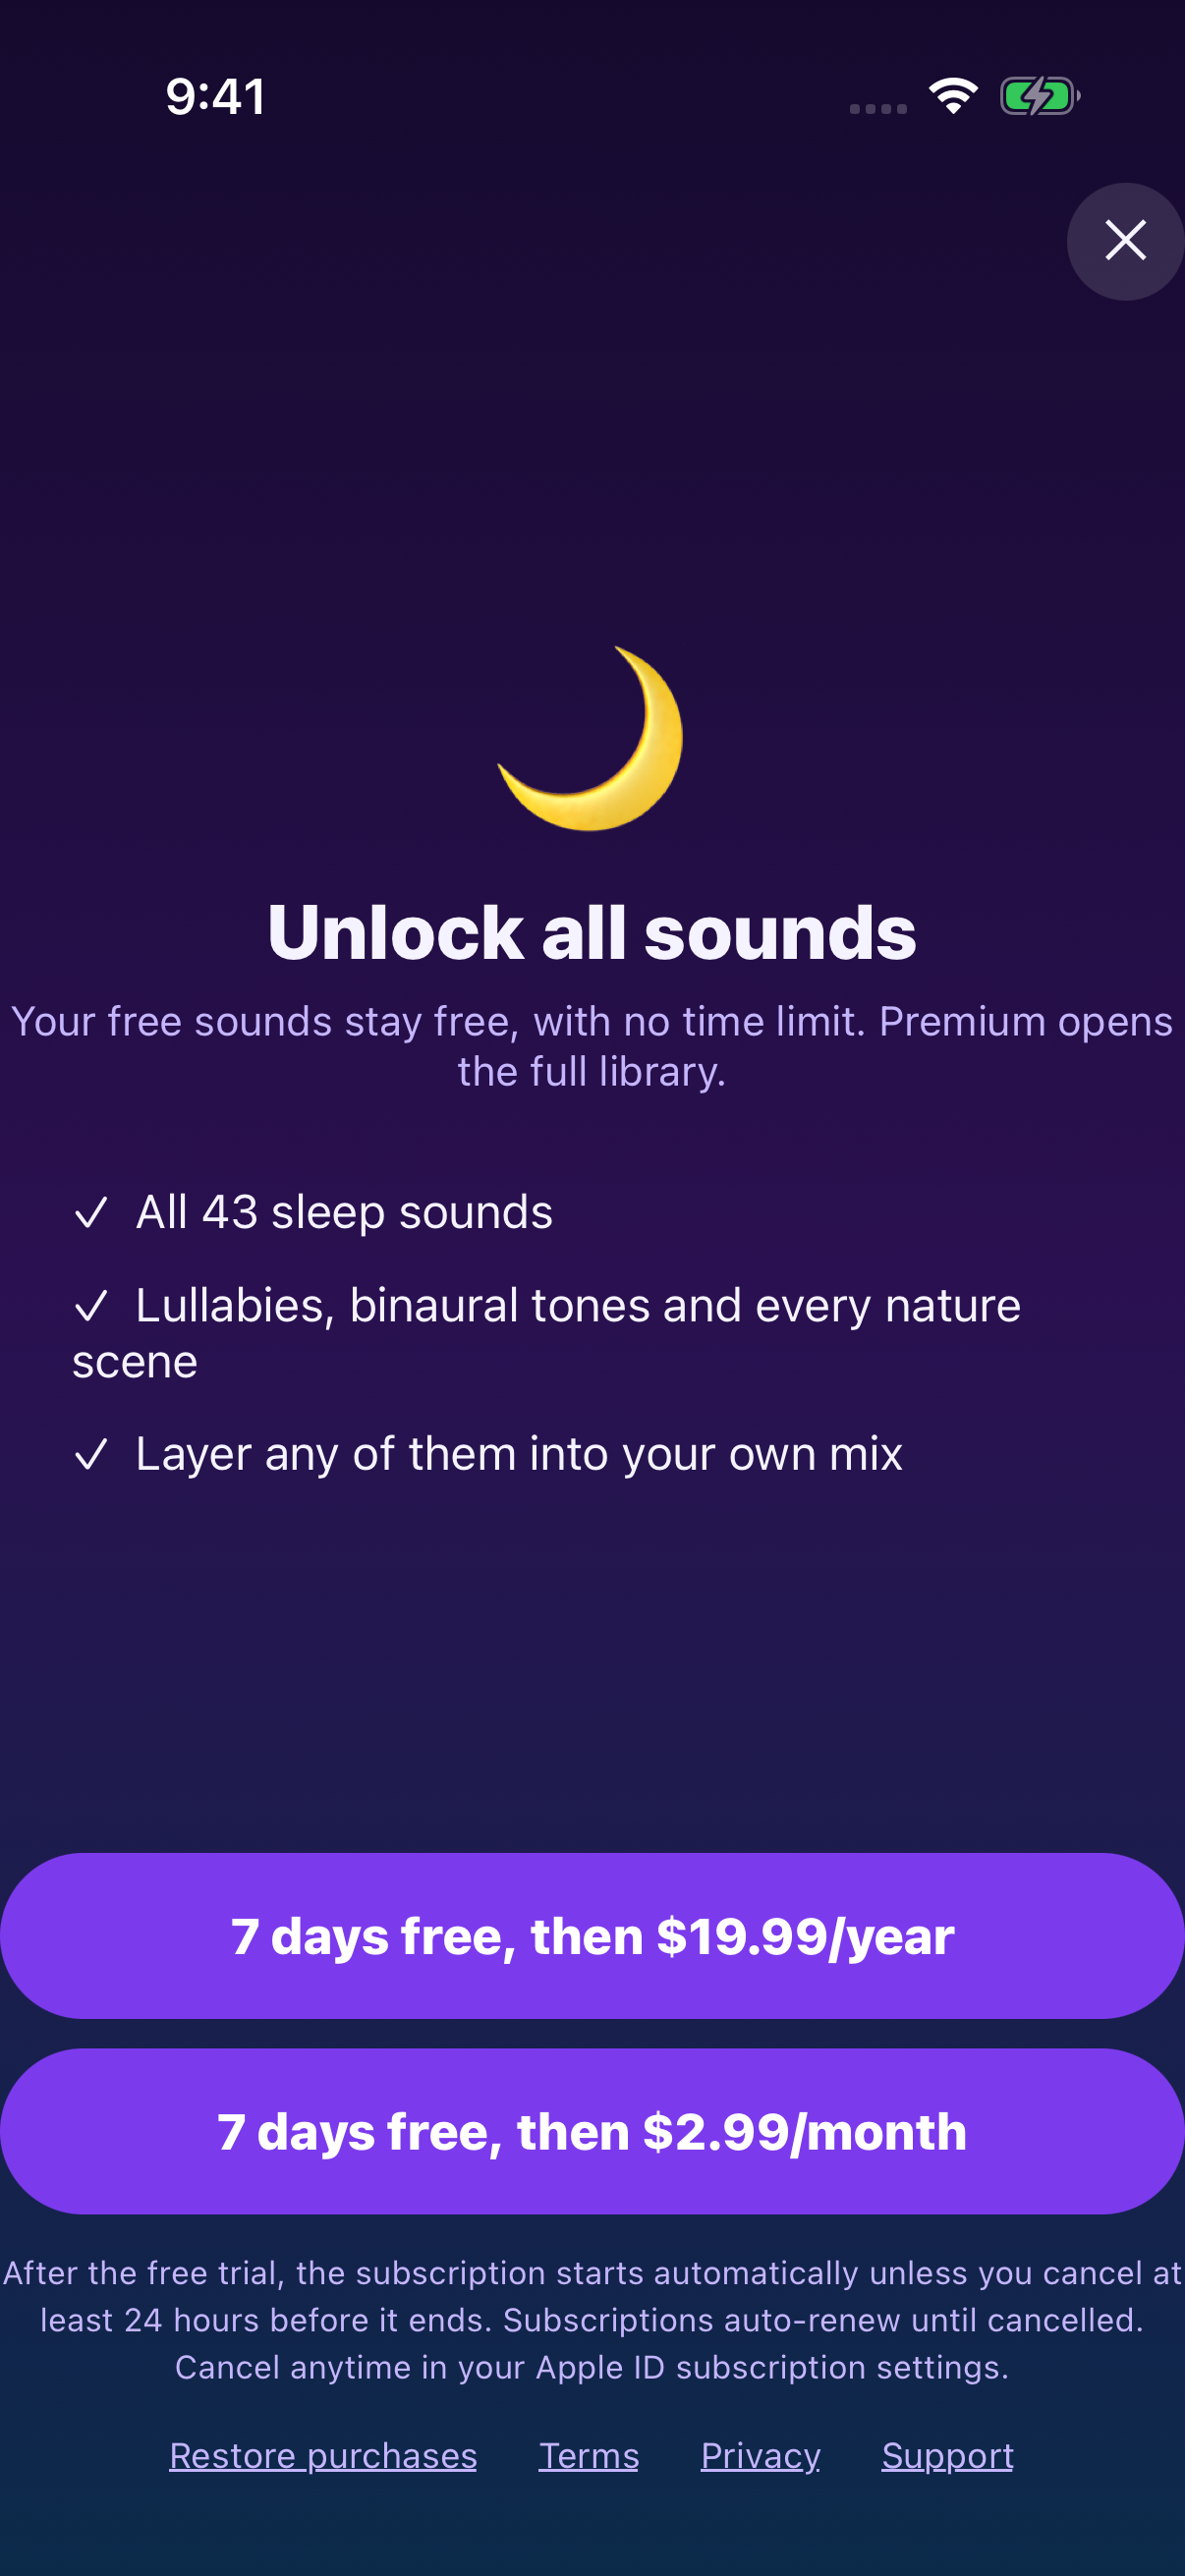 9:41
Unlock all sounds
Your free sounds stay free, with no time limit. Premium opens
the full library.
✓ All 43 sleep sounds
✓ Lullabies, binaural tones and every nature
scene
✓ Layer any of them into your own mix
7 days free, then $19.99/year
7 days free, then $2.99/month
After the free trial, the subscription starts automatically unless you cancel at
least 24 hours before it ends. Subscriptions auto-renew until cancelled.
Cancel anytime in your Apple ID subscription settings.
Restore purchases Terms Privacy Support